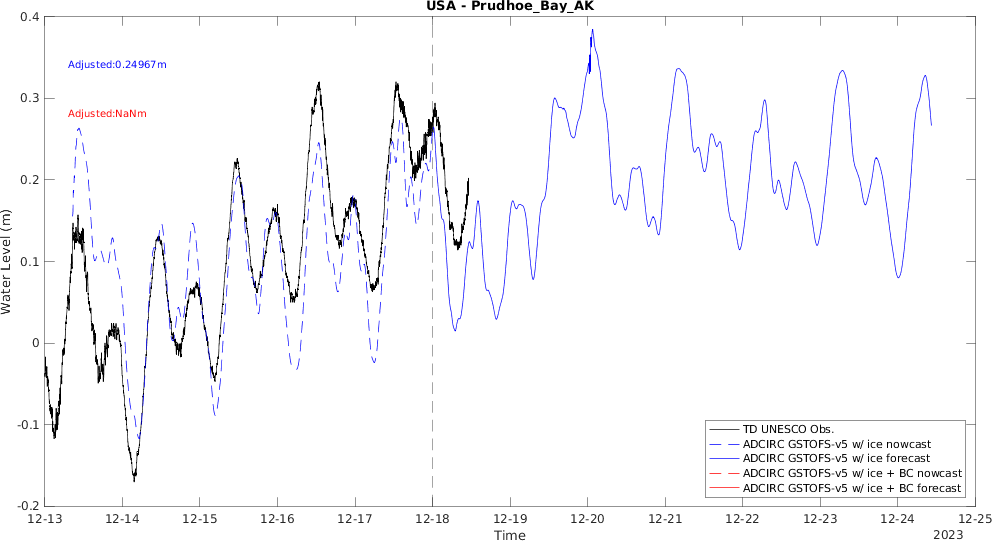 USA - Prudhoe_Bay_AK
Adjusted:0.24967m
Adjusted:NaNm
Water Level (m)
0.4
0.3
0.2
0.1
0
-0.1
-0.2
TD UNESCO Obs.
ADCIRC GSTOFS-v5 w/ ice nowcast
ADCIRC GSTOFS-v5 w/ ice forecast
ADCIRC GSTOFS-v5 w/ ice + BC nowcast
ADCIRC GSTOFS-v5 w/ ice + BC forecast
12-13 12-14 12-15 12-16 12-17 12-18 12-19 12-20 12-21 12-22 12-23 12-24 12-25
Time
2023